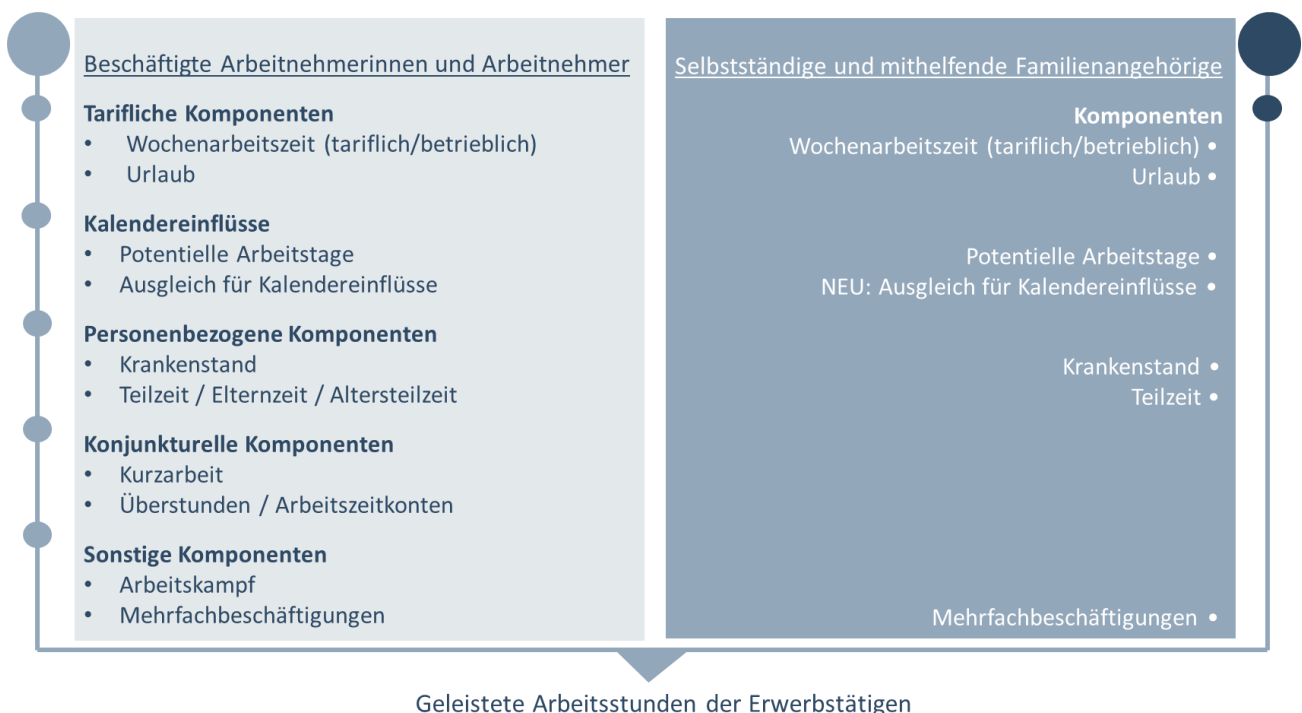 Beschäftigte Arbeitnehmerinnen und Arbeitnehmer
Tarifliche Komponenten
• Wochenarbeitszeit (tariflich/betrieblich)
• Urlaub
Kalendereinflüsse
• Potentielle Arbeitstage
• Ausgleich für Kalendereinflüsse
Personenbezogene Komponenten
• Krankenstand
• Teilzeit / Elternzeit / Altersteilzeit
Konjunkturelle Komponenten
• Kurzarbeit
• Überstunden / Arbeitszeitkonten
Sonstige Komponenten
• Arbeitskampf
• Mehrfachbeschäftigungen
Selbstständige und mithelfende Familienangehörige
Komponenten
Wochenarbeitszeit (tariflich/betrieblich) •
Urlaub •
Potentielle Arbeitstage •
NEU: Ausgleich für Kalendereinflüsse •
Krankenstand •
Teilzeit •
Mehrfachbeschäftigungen •
Geleistete Arbeitsstunden der Erwerbstätigen